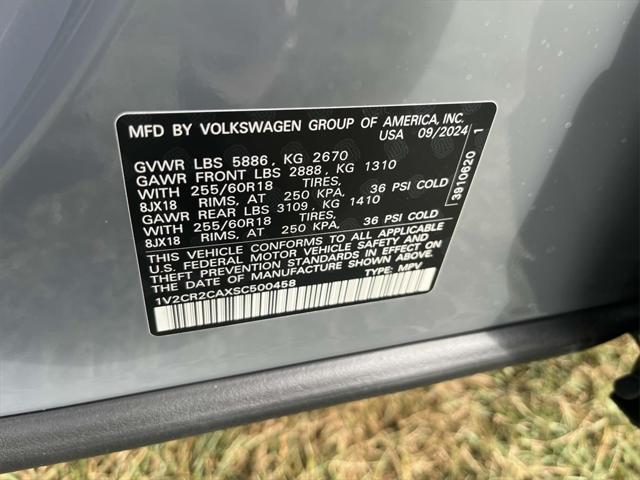 MFD BY VOLKSWAGEN GROUP OF AMERICA, INC.
USA 09/2024
GVWR LBS 5886, KG 2670
GAWR FRONT LBS 2888, KG 1310
WITH 255/60R18 TIRES,
8JX18 RIMS, AT 250 KPA, 36 PSI COLD
GAWR REAR LBS 3109, KG 1410
WITH 255/60R18 TIRES,
8JX18 RIMS, AT 250 KPA, 36 PSI COLD
THIS VEHICLE CONFORMS TO ALL APPLICABLE
U.S. FEDERAL MOTOR VEHICLE SAFETY AND
THEFT PREVENTION STANDARDS IN EFFECT ON
THE DATE OF MANUFACTURE SHOWN ABOVE.
1V2CR2CAXSC500458 TYPE: MPV
3910620 1